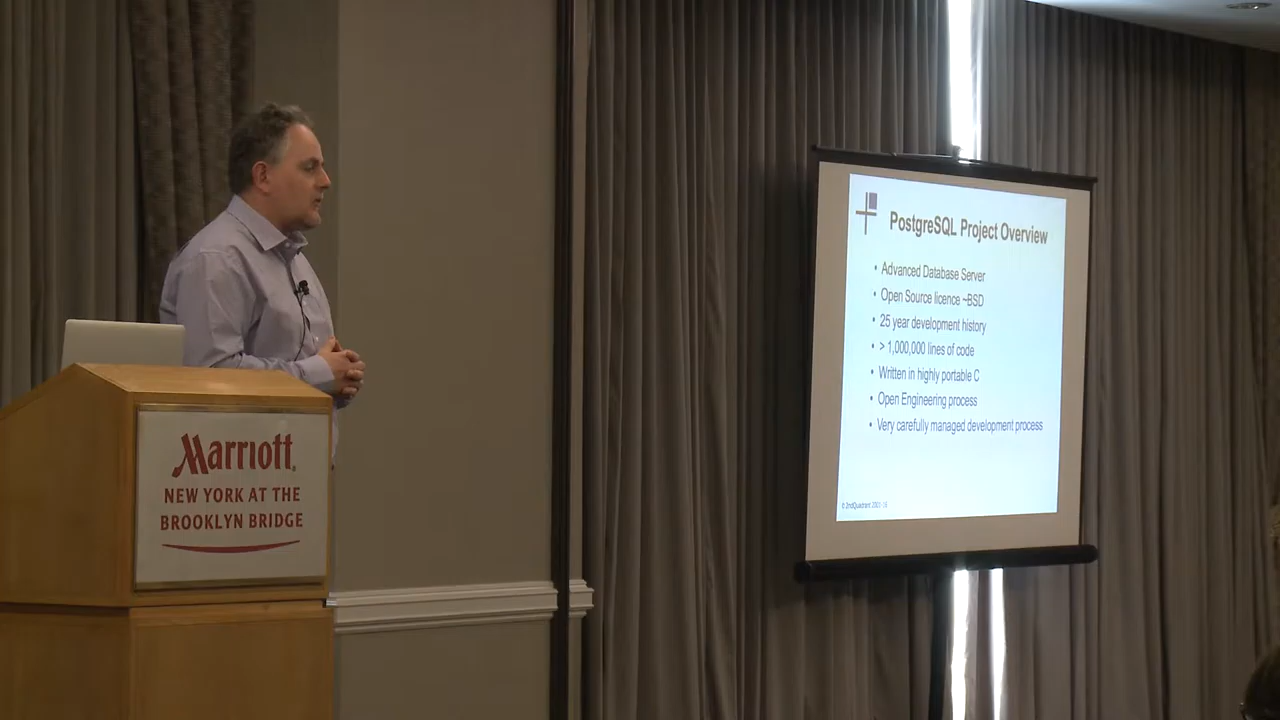 Marriott
NEW YORK AT THE
BROOKLYN BRIDGE
PostgreSQL Project Overview
• Advanced Database Server
• Open Source licence ~BSD
• 25 year development history
• > 1,000,000 lines of code
• Written in highly portable C
• Open Engineering process
• Very carefully managed development process
© 2ndQuadrant